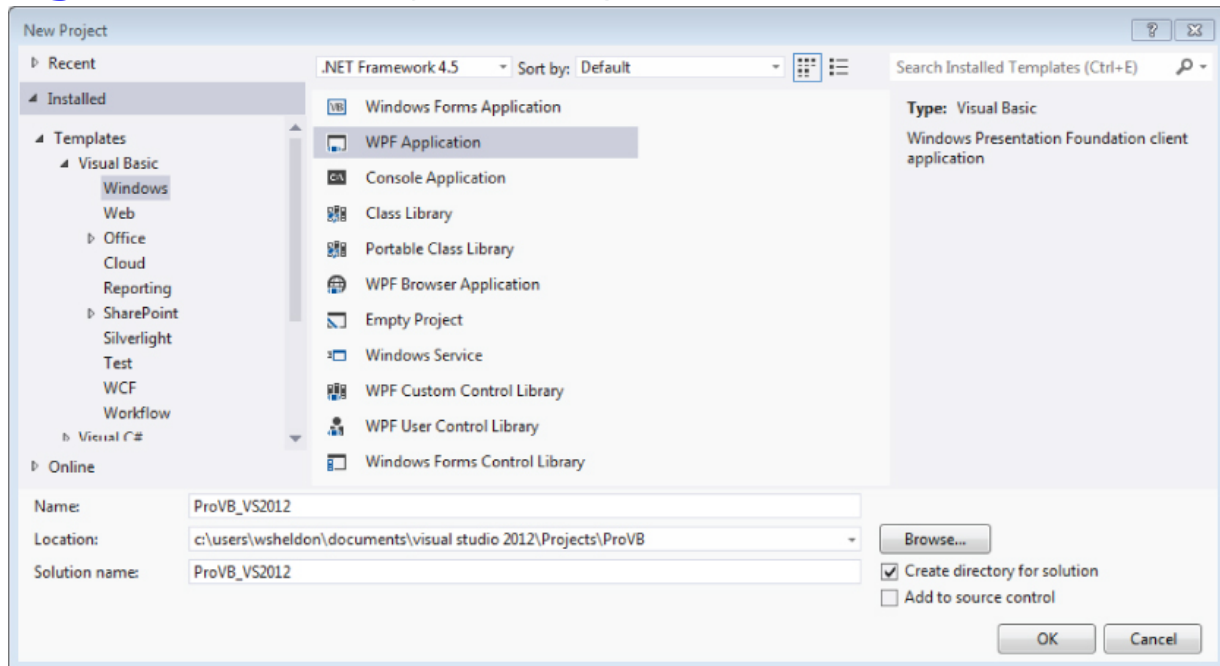 New Project
Recent
.NET Framework 4.5
Sort by: Default
Search Installed Templates (Ctrl+E)
Installed
Templates
Visual Basic
Windows
Web
Office
Cloud
Reporting
SharePoint
Silverlight
Test
WCF
Workflow
Visual C#
Online
VB Windows Forms Application
WPF Application
C:\ Console Application
Class Library
Portable Class Library
WPF Browser Application
Empty Project
Windows Service
WPF Custom Control Library
WPF User Control Library
Windows Forms Control Library
Type: Visual Basic
Windows Presentation Foundation client
application
Name: ProVB_VS2012
Location: c:\users\wsheldon\documents\visual studio 2012\Projects\ProVB
Browse...
Solution name: ProVB_VS2012
Create directory for solution
Add to source control
OK Cancel